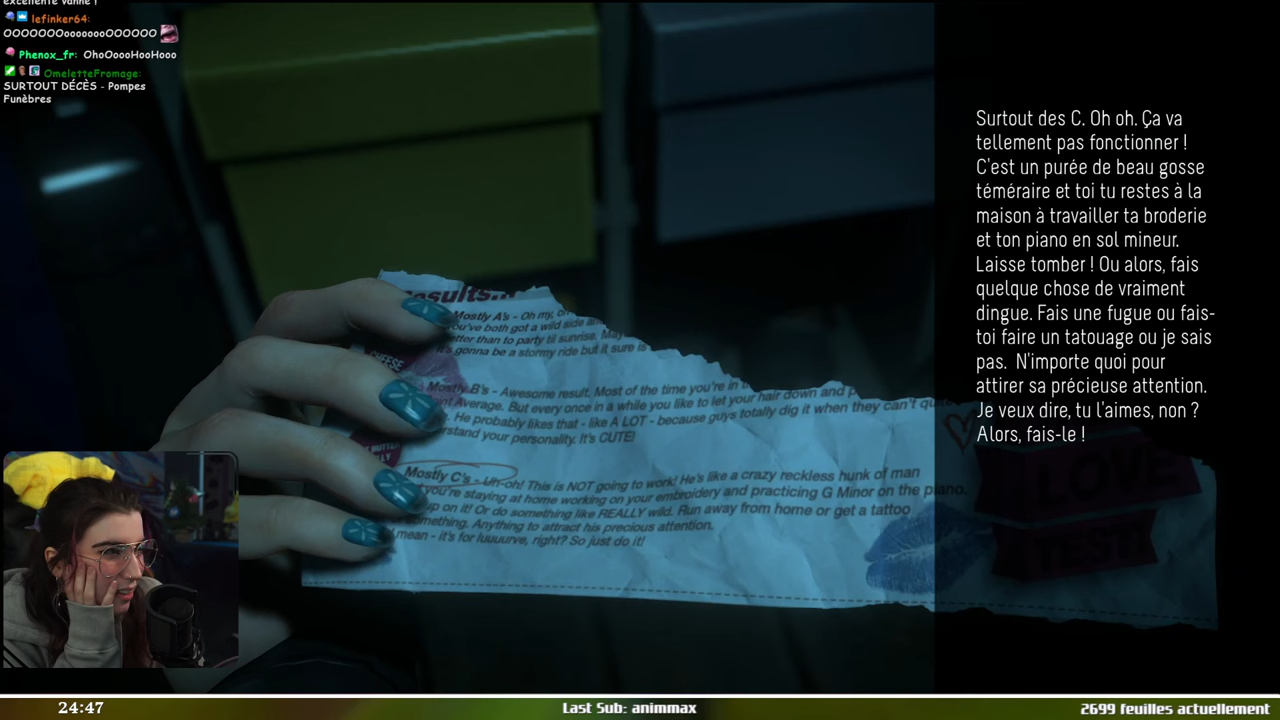 excellente vanne !
lefinker64:
OOOOOOOoooooooOOOOOO
Phenox_fr: OhoOoooHooHooo
OmeletteFromage:
SURTOUT DÉCÈS - Pompes
Funèbres
Surtout des C. Oh oh. Ça va
tellement pas fonctionner !
C'est un purée de beau gosse
téméraire et toi tu restes à la
maison à travailler ta broderie
et ton piano en sol mineur.
Laisse tomber ! Ou alors, fais
quelque chose de vraiment
dingue. Fais une fugue ou fais-
toi faire un tatouage ou je sais
pas. N'importe quoi pour
attirer sa précieuse attention.
Je veux dire, tu l'aimes, non ?
Alors, fais-le !
Mostly A's - Oh my, oh
you've both got a wild side and
better than to party til sunrise.
it's gonna be a stormy ride but it sure is
CHEESE
Mostly B's - Awesome result. Most of the time you're in
Point Average. But every once in a while you like to let your hair down and
He probably likes that - like A LOT - because guys totally dig it when they can't
understand your personality. It's CUTE!
Mostly C's - Uh-oh! This is NOT going to work! He's like a crazy reckless hunk of man
you're staying at home working on your embroidery and practicing G Minor on the piano.
up on it! Or do something like REALLY wild. Run away from home or get a tattoo
something. Anything to attract his precious attention.
mean - it's for luuuurve, right? So just do it!
LOVE
TEST!
24:47
Last Sub: animmax
2699 feuilles actuellement